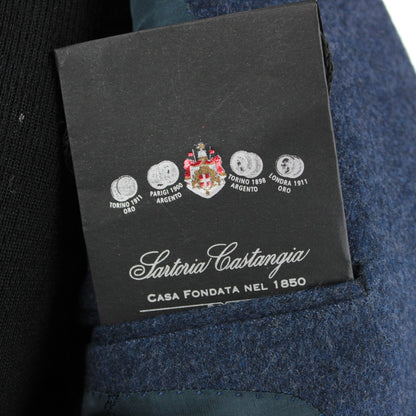 TORINO 1911
ORO
PARIGI 1900
ARGENTO
TORINO 1898
ARGENTO
LONDRA 1911
ORO
Sartoria Castangia
CASA FONDATA NEL 1850